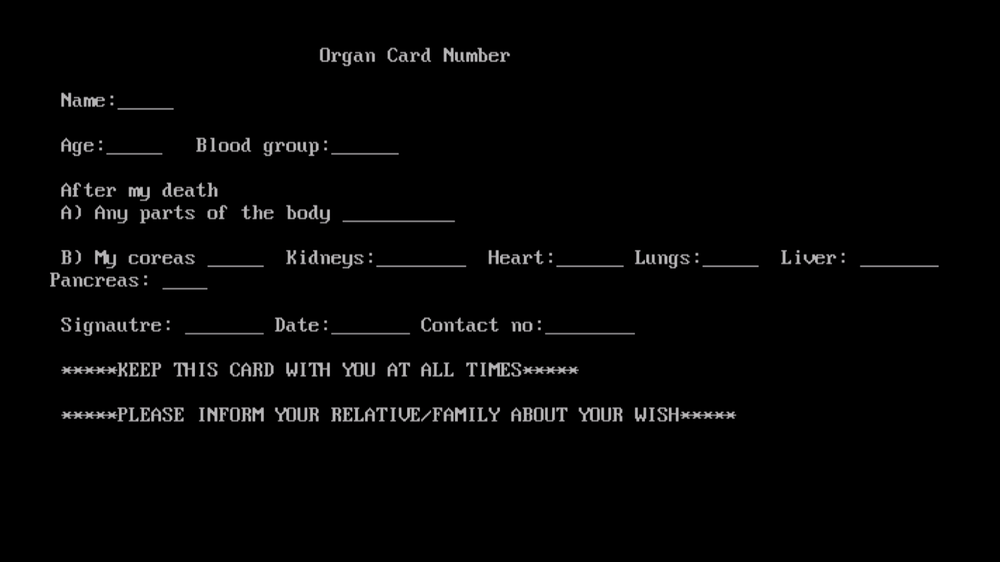 Organ Card Number
Name:_____
Age:_____ Blood group:______
After my death
A) Any parts of the body __________
B) My coreas _____ Kidneys:________ Heart:______ Lungs:_____ Liver: _______
Pancreas: ____
Signautre: _______ Date:_______ Contact no:________
*****KEEP THIS CARD WITH YOU AT ALL TIMES*****
*****PLEASE INFORM YOUR RELATIVE/FAMILY ABOUT YOUR WISH*****